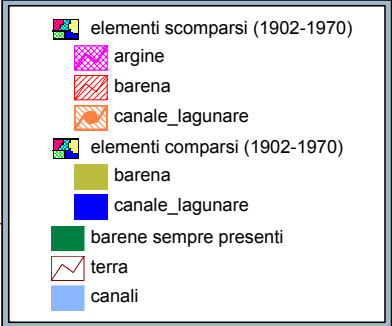 elementi scomparsi (1902-1970)
argine
barena
canale_lagunare
elementi comparsi (1902-1970)
barena
canale_lagunare
barene sempre presenti
terra
canali